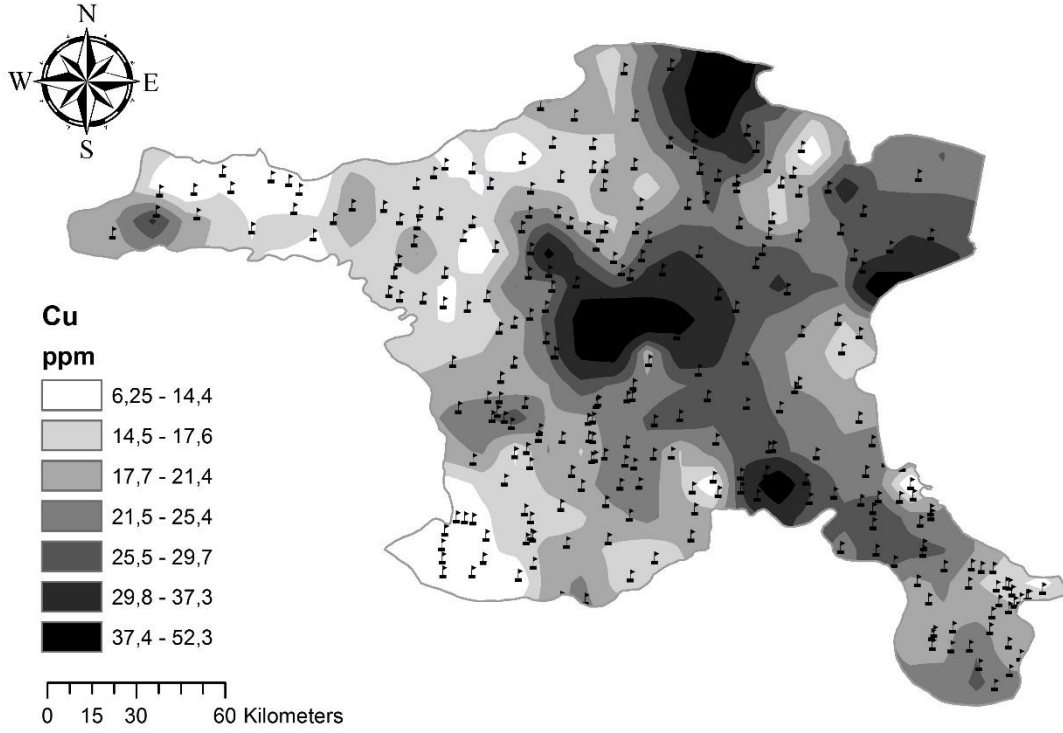 N
W E
S
Cu
ppm
6,25 - 14,4
14,5 - 17,6
17,7 - 21,4
21,5 - 25,4
25,5 - 29,7
29,8 - 37,3
37,4 - 52,3
0 15 30 60 Kilometers